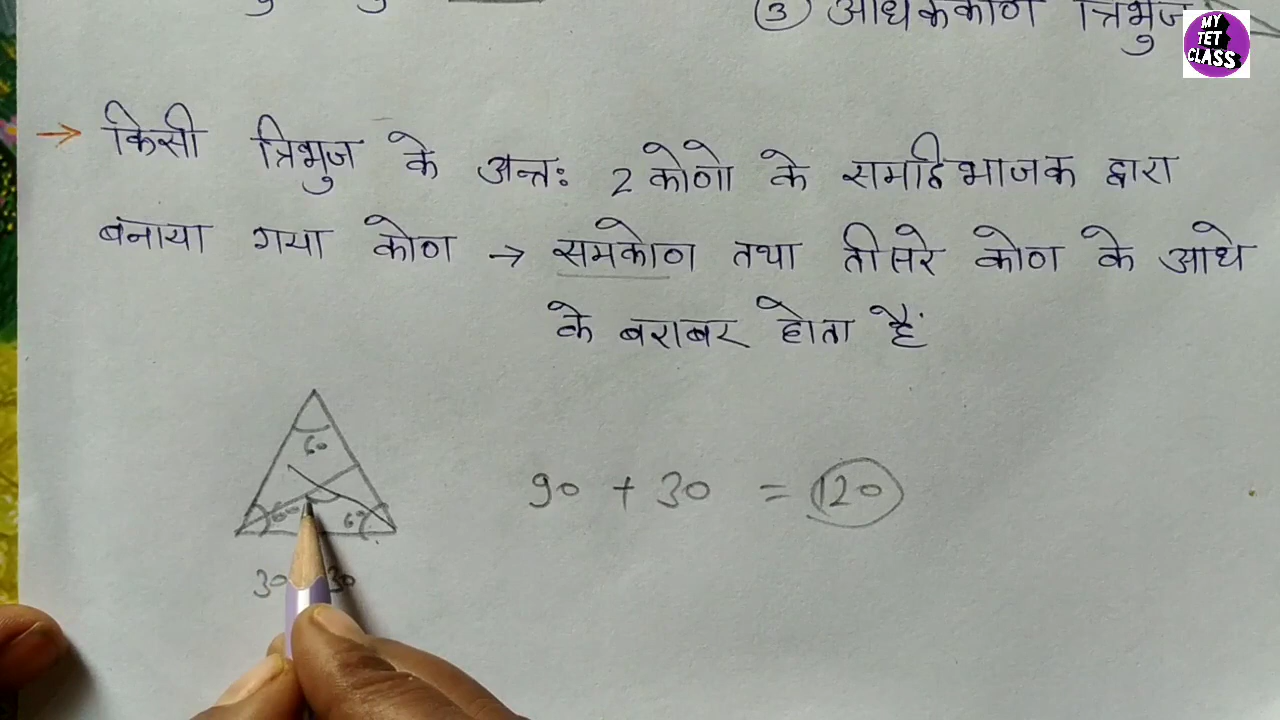 ③ अधिककोण त्रिभुज
MY
TET
CLASS
→ किसी त्रिभुज के अन्तः 2 कोणो के समद्विभाजक द्वारा
बनाया गया कोण → समकोण तथा तीसरे कोण के आधे
के बराबर होता हैं
60
90 + 30 = 120
60
30 30